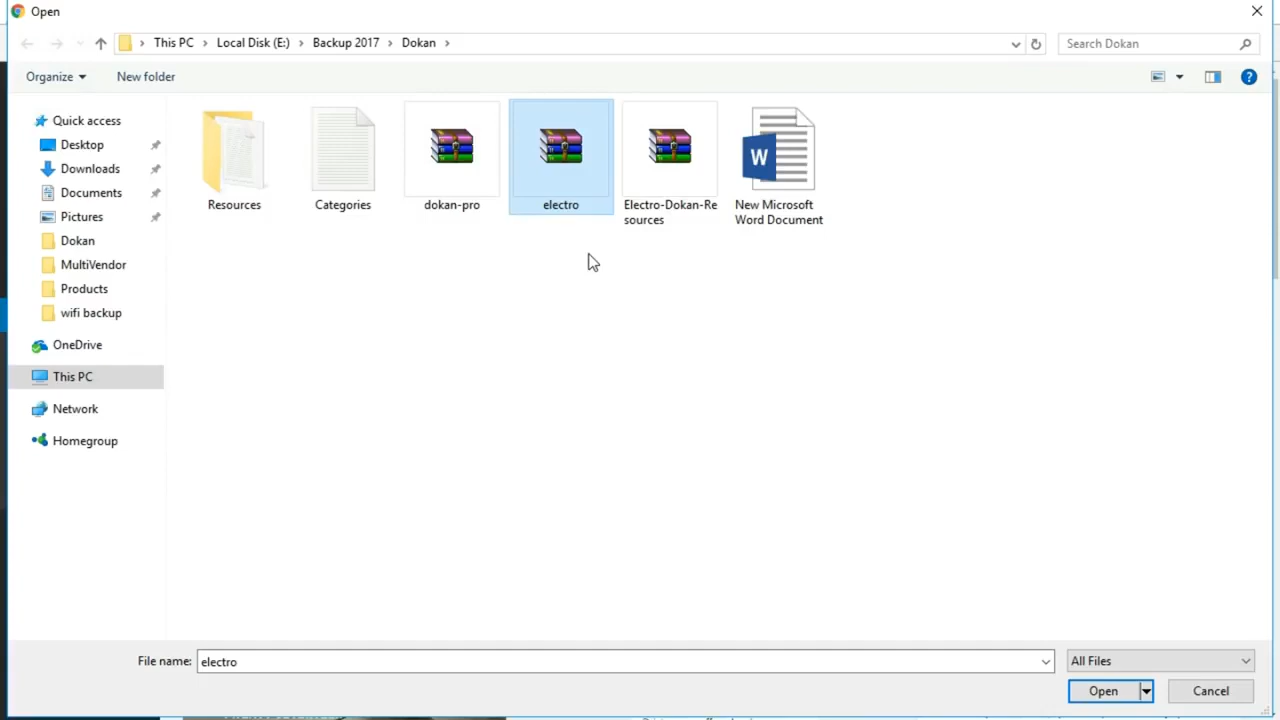 Open
This PC
Local Disk (E:)
Backup 2017
Dokan
Search Dokan
Organize
New folder
Quick access
Desktop
Downloads
Documents
Pictures
Dokan
MultiVendor
Products
wifi backup
OneDrive
This PC
Network
Homegroup
Resources
Categories
dokan-pro
electro
Electro-Dokan-Re
sources
W
New Microsoft
Word Document
File name:
electro
All Files
Open
Cancel